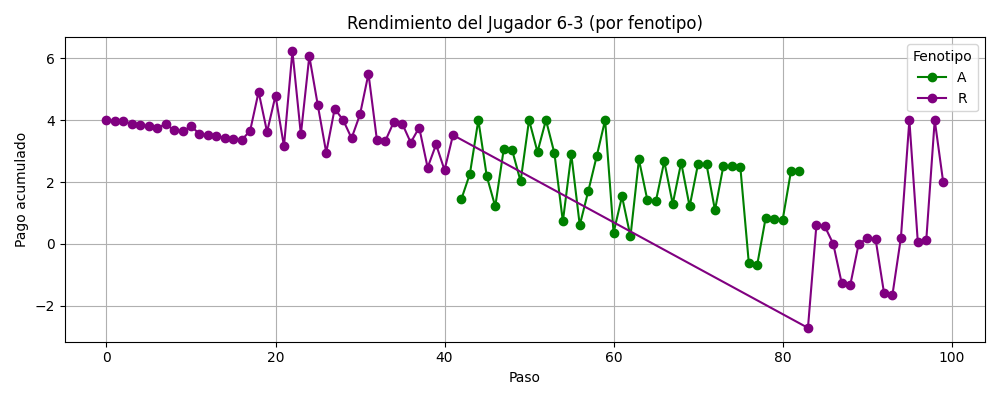 Rendimiento del Jugador 6-3 (por fenotipo)
Pago acumulado
6
4
2
0
−2
Fenotipo
A
R
0 20 40 60 80 100
Paso